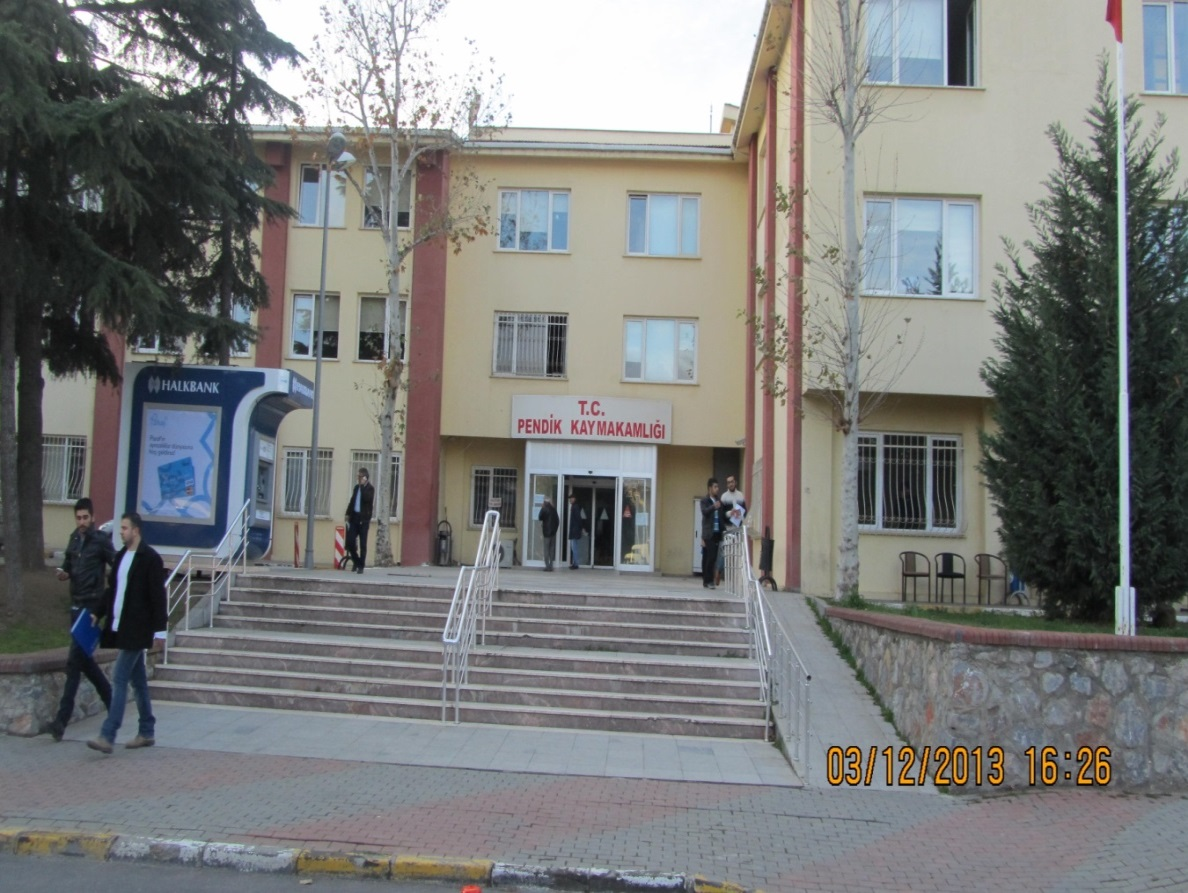 HALKBANK
T.C.
PENDİK KAYMAKAMLIĞI
03/12/2013 16:26